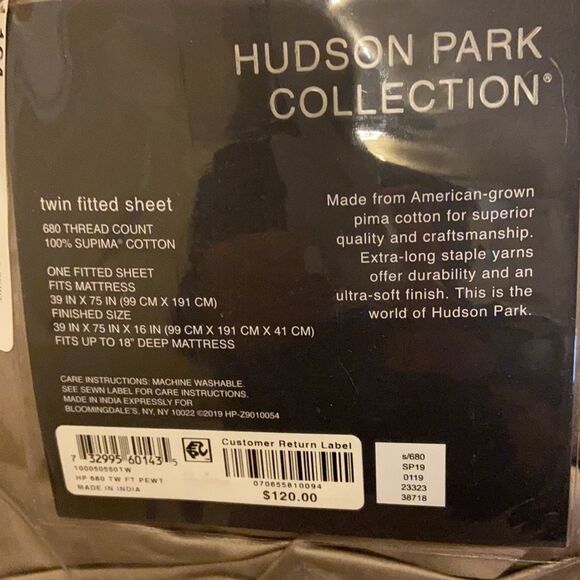 HUDSON PARK
COLLECTION®
twin fitted sheet
680 THREAD COUNT
100% SUPIMA® COTTON
ONE FITTED SHEET
FITS MATTRESS
39 IN X 75 IN (99 CM X 191 CM)
FINISHED SIZE
39 IN X 75 IN X 16 IN (99 CM X 191 CM X 41 CM)
FITS UP TO 18" DEEP MATTRESS
Made from American-grown
pima cotton for superior
quality and craftsmanship.
Extra-long staple yarns
offer durability and an
ultra-soft finish. This is the
world of Hudson Park.
CARE INSTRUCTIONS: MACHINE WASHABLE.
SEE SEWN LABEL FOR CARE INSTRUCTIONS.
MADE IN INDIA EXPRESSLY FOR
BLOOMINGDALE'S, NY, NY 10022 ©2019 HP-Z9010054
7 32995 60143 5
100050550TW
HP 680 TW FT PEWT
MADE IN INDIA
Customer Return Label
070655810094
$120.00
s/680
SP19
0119
23323
38718